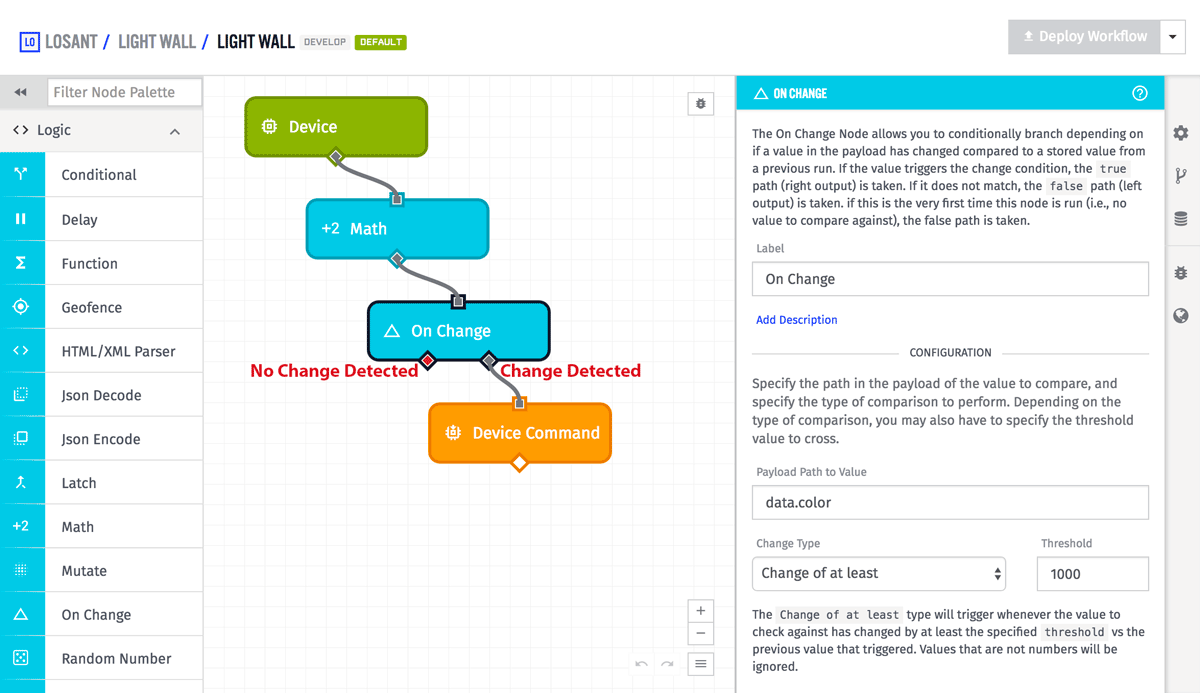 LO LOSANT / LIGHT WALL / LIGHT WALL DEVELOP DEFAULT
Deploy Workflow
Filter Node Palette
Logic
Conditional
Delay
Function
Geofence
HTML/XML Parser
Json Decode
Json Encode
Latch
+2 Math
Mutate
On Change
Random Number
Device
+2 Math
On Change
No Change Detected
Change Detected
Device Command
+
−
ON CHANGE
The On Change Node allows you to conditionally branch depending on
if a value in the payload has changed compared to a stored value from
a previous run. If the value triggers the change condition, the true
path (right output) is taken. If it does not match, the false path (left
output) is taken. if this is the very first time this node is run (i.e., no
value to compare against), the false path is taken.
Label
On Change
Add Description
CONFIGURATION
Specify the path in the payload of the value to compare, and
specify the type of comparison to perform. Depending on the
type of comparison, you may also have to specify the threshold
value to cross.
Payload Path to Value
data.color
Change Type Threshold
Change of at least 1000
The Change of at least type will trigger whenever the value to
check against has changed by at least the specified threshold vs the
previous value that triggered. Values that are not numbers will be
ignored.